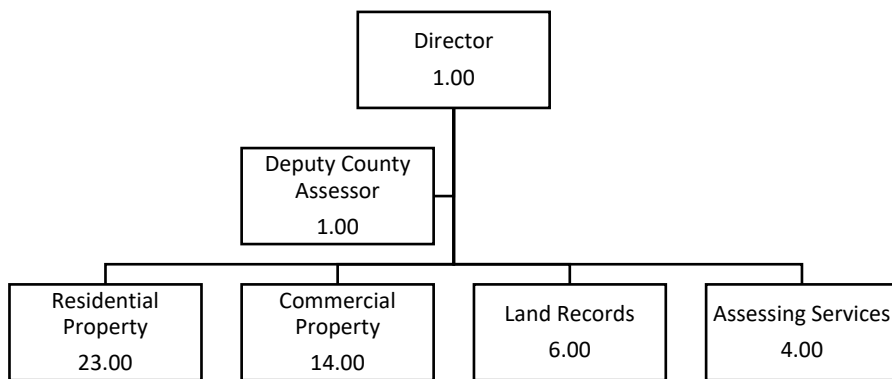 Director
1.00
Deputy County
Assessor
1.00
Residential
Property
23.00
Commercial
Property
14.00
Land Records
6.00
Assessing Services
4.00